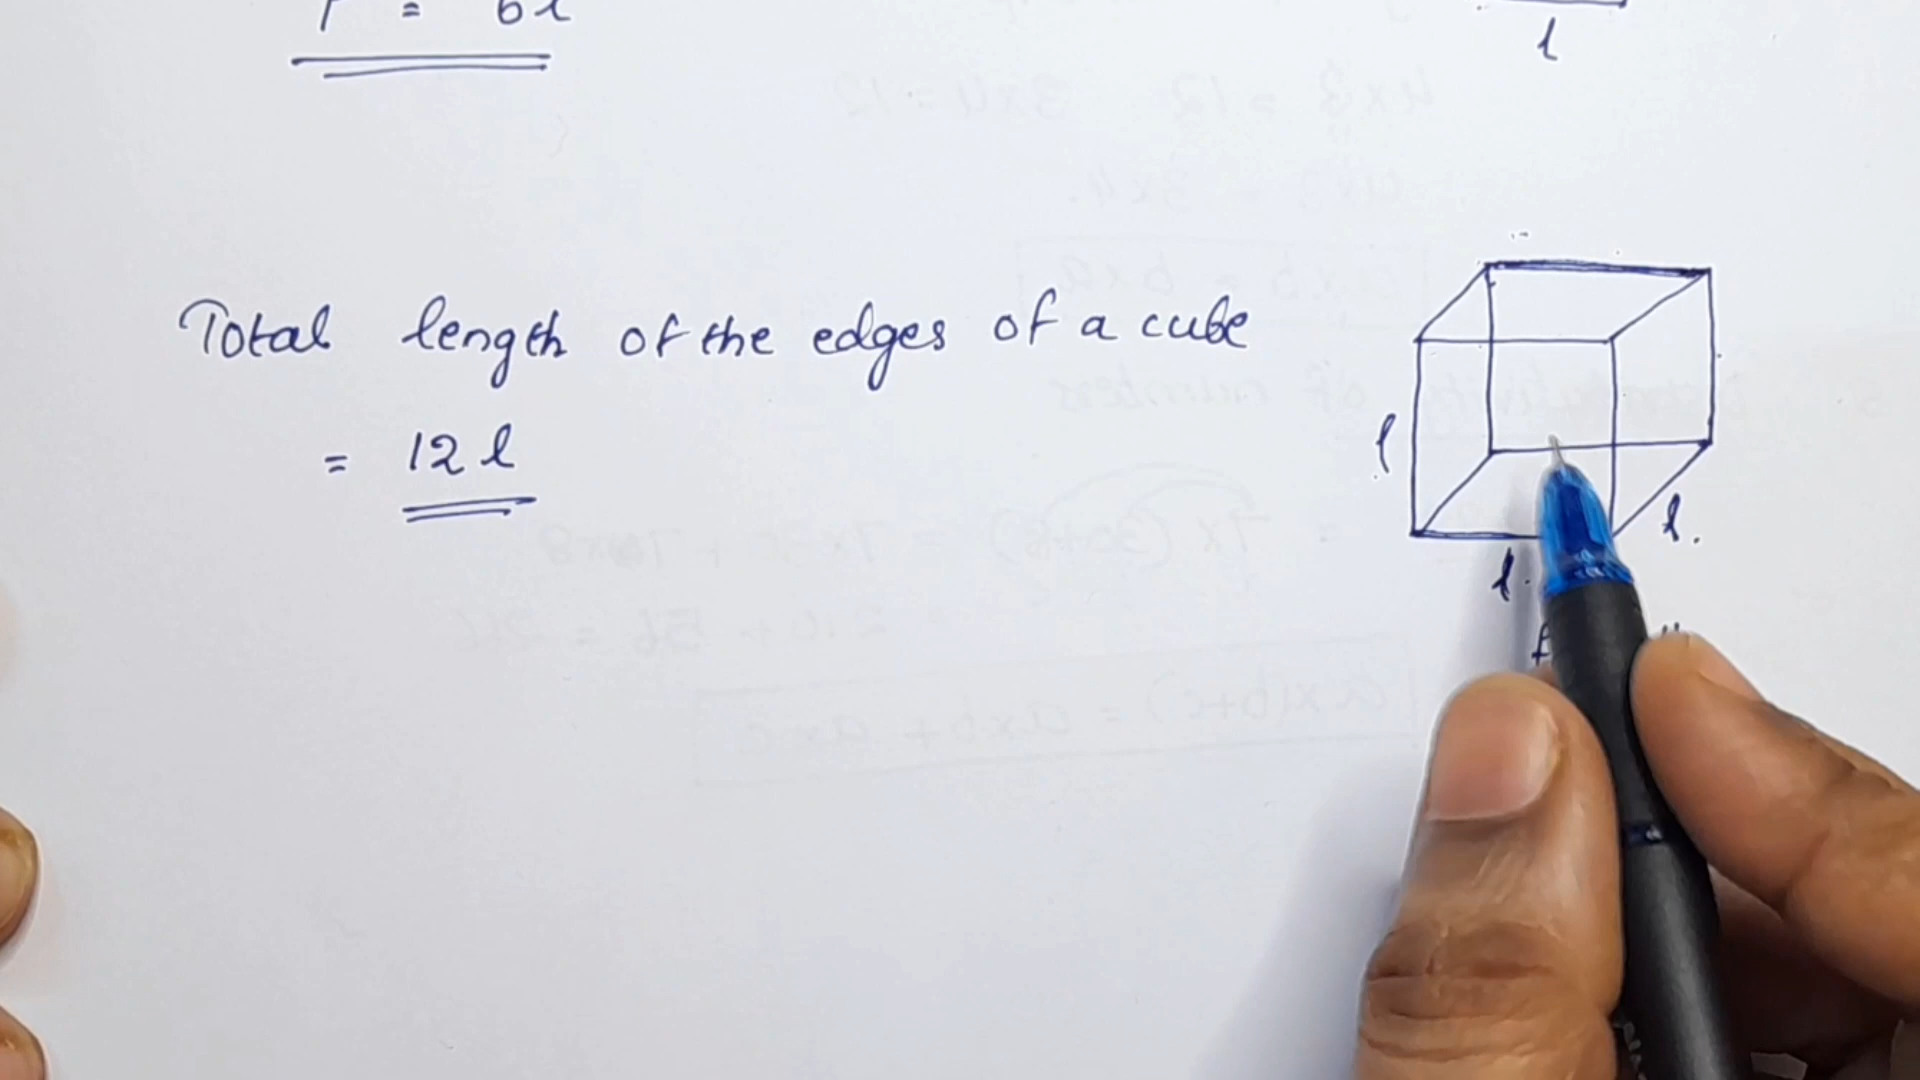 = 6l
l
Total length of the edges of a cube
= 12 l
l
l.
l.